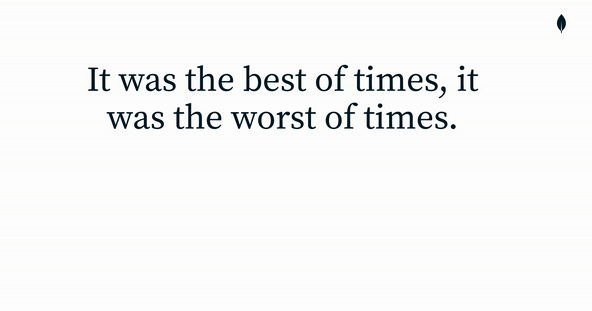 It was the best of times, it
was the worst of times.